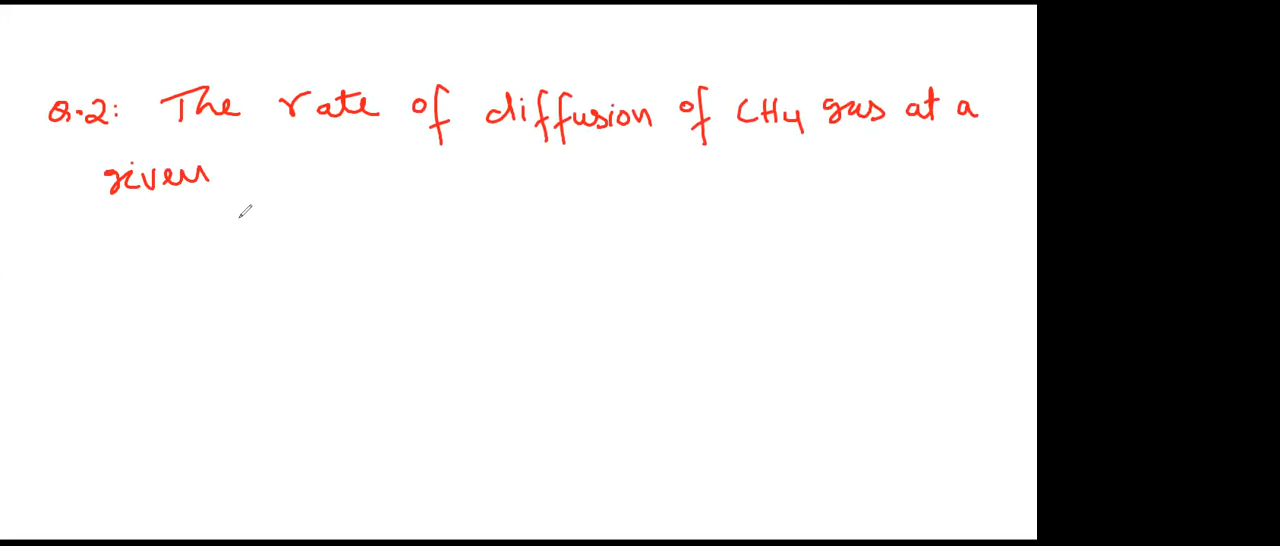 Q.2: The rate of diffusion of CH4 gas at a
given